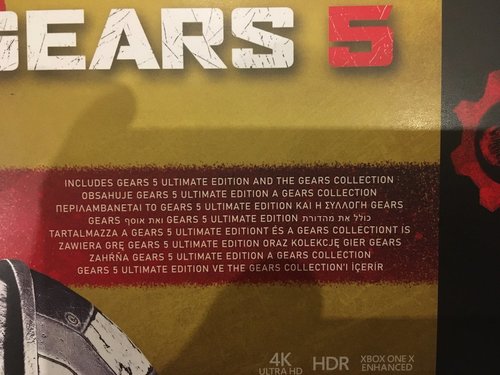 GEARS 5
INCLUDES GEARS 5 ULTIMATE EDITION AND THE GEARS COLLECTION
OBSAHUJE GEARS 5 ULTIMATE EDITION A GEARS COLLECTION
ΠΕΡΙΛΑΜΒΑΝΕΤΑΙ ΤΟ GEARS 5 ULTIMATE EDITION ΚΑΙ Η ΣΥΛΛΟΓΗ GEARS
כולל את מהדורת GEARS 5 ULTIMATE EDITION ואת אוסף GEARS
TARTALMAZZA A GEARS 5 ULTIMATE EDITIONT ÉS A GEARS COLLECTIONT IS
ZAWIERA GRĘ GEARS 5 ULTIMATE EDITION ORAZ KOLEKCJĘ GIER GEARS
ZAHŔŇA GEARS 5 ULTIMATE EDITION A GEARS COLLECTION
GEARS 5 ULTIMATE EDITION VE THE GEARS COLLECTION'I İÇERİR
4K
ULTRA HD
HDR
XBOX ONE X
ENHANCED